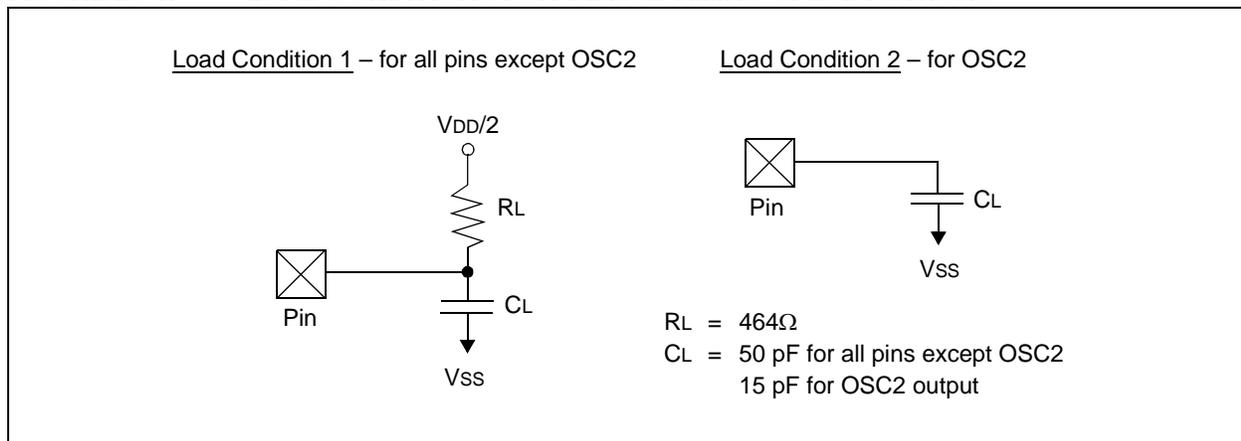 Load Condition 1 – for all pins except OSC2
VDD/2
RL
Pin
CL
VSS
Load Condition 2 – for OSC2
Pin
CL
VSS
RL = 464Ω
CL = 50 pF for all pins except OSC2
15 pF for OSC2 output